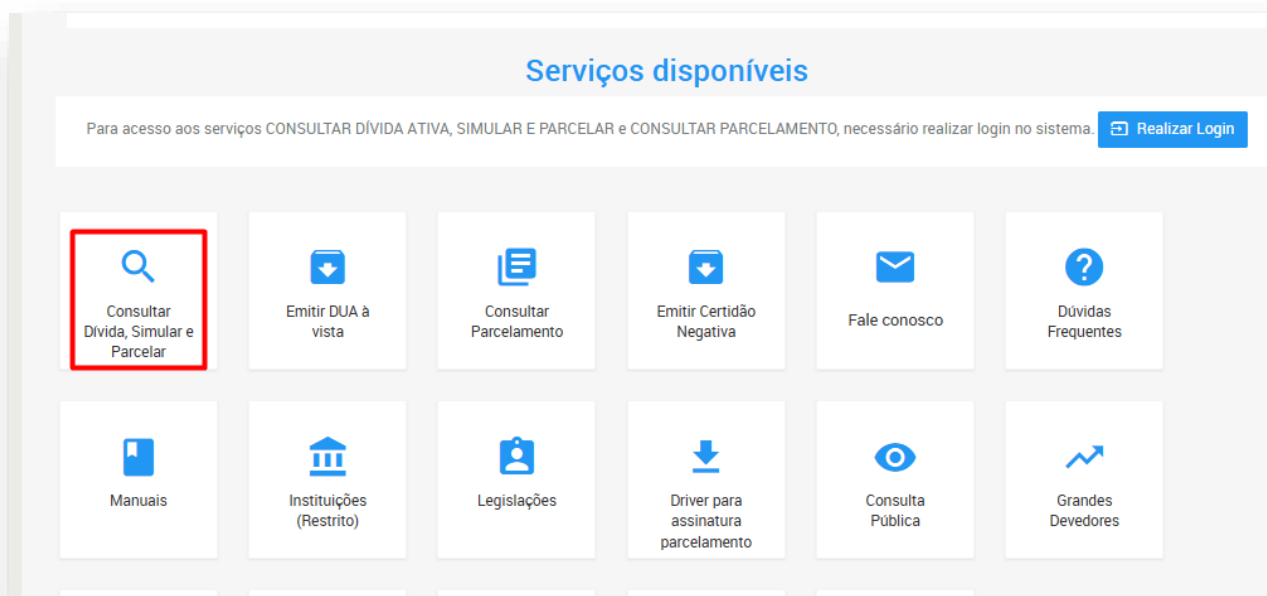 Serviços disponíveis
Para acesso aos serviços CONSULTAR DÍVIDA ATIVA, SIMULAR E PARCELAR e CONSULTAR PARCELAMENTO, necessário realizar login no sistema.
Realizar Login
Consultar
Dívida, Simular e
Parcelar
Emitir DUA à
vista
Consultar
Parcelamento
Emitir Certidão
Negativa
Fale conosco
Dúvidas
Frequentes
Manuais
Instituições
(Restrito)
Legislações
Driver para
assinatura
parcelamento
Consulta
Pública
Grandes
Devedores